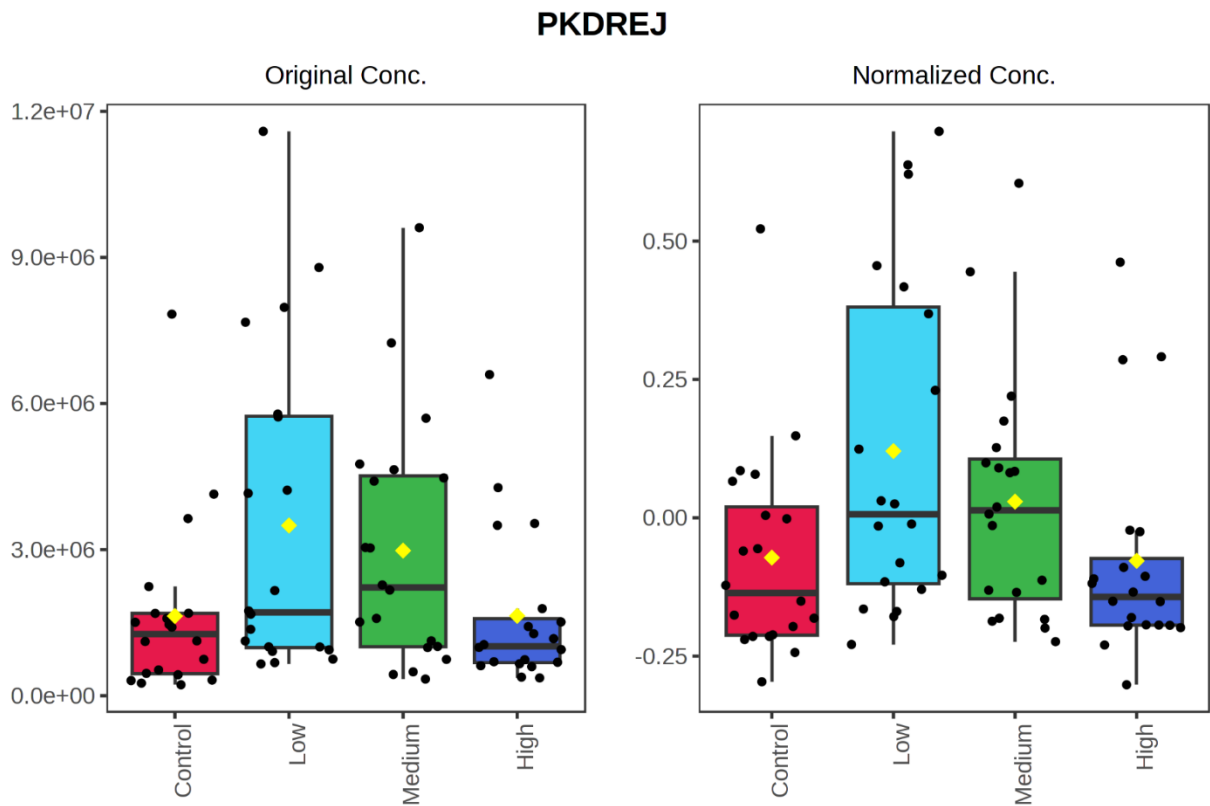 PKDREJ
Original Conc.
Normalized Conc.
1.2e+07
9.0e+06
6.0e+06
3.0e+06
0.0e+00
0.50
0.25
0.00
-0.25
Control
Low
Medium
High
Control
Low
Medium
High